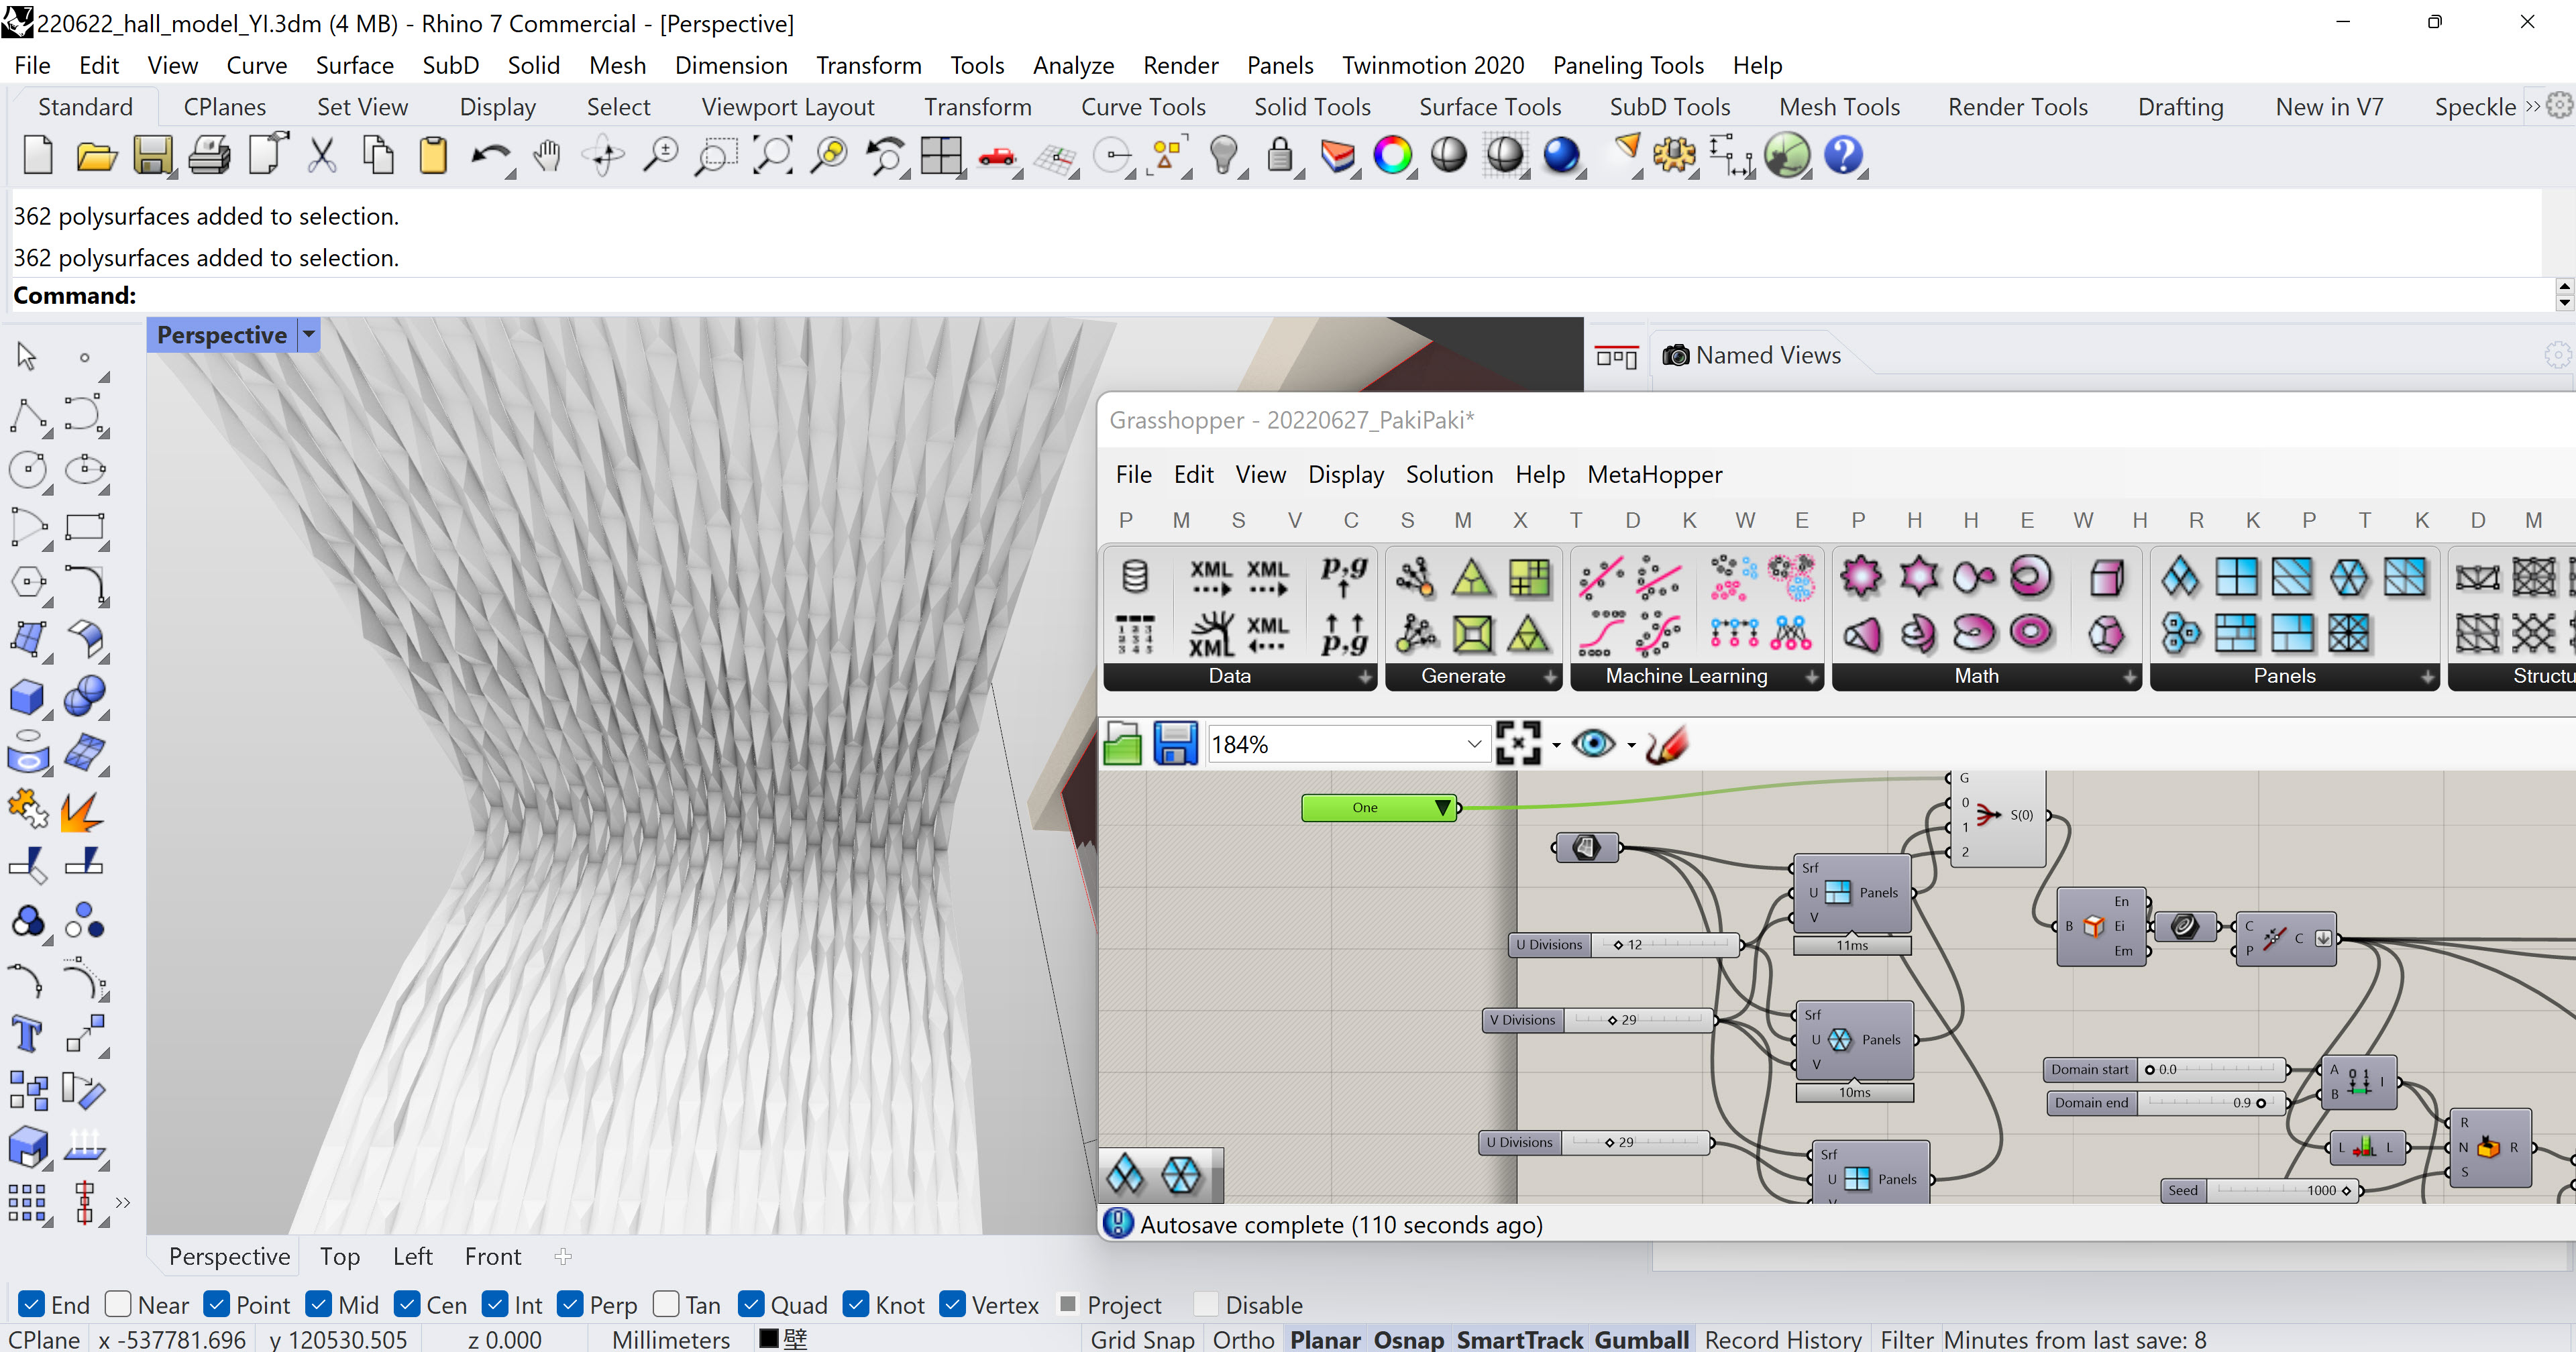 220622_hall_model_YI.3dm (4 MB) - Rhino 7 Commercial - [Perspective]
File Edit View Curve Surface SubD Solid Mesh Dimension Transform Tools Analyze Render Panels Twinmotion 2020 Paneling Tools Help
Standard CPlanes Set View Display Select Viewport Layout Transform Curve Tools Solid Tools Surface Tools SubD Tools Mesh Tools Render Tools Drafting New in V7 Speckle
362 polysurfaces added to selection.
362 polysurfaces added to selection.
Command:
Perspective
Named Views
Grasshopper - 20220627_PakiPaki*
File Edit View Display Solution Help MetaHopper
P M S V C S M X T D K W E P H H E W H R K P T K D M
XML XML p,g
XML XML p,g
Data Generate Machine Learning Math Panels Structu
184%
One
G
0
1 S(0)
2
Srf
U Panels
V
11ms
U Divisions 12
En
B Ei
Em
C C
P
V Divisions 29
Srf
U Panels
V
10ms
Domain start 0.0
Domain end 0.9
A 0 1 I
B
U Divisions 29
Srf
U Panels
V
L L
R
N R
S
Seed 1000
Autosave complete (110 seconds ago)
Perspective Top Left Front
End Near Point Mid Cen Int Perp Tan Quad Knot Vertex Project Disable
CPlane x -537781.696 y 120530.505 z 0.000 Millimeters 壁 Grid Snap Ortho Planar Osnap SmartTrack Gumball Record History Filter Minutes from last save: 8